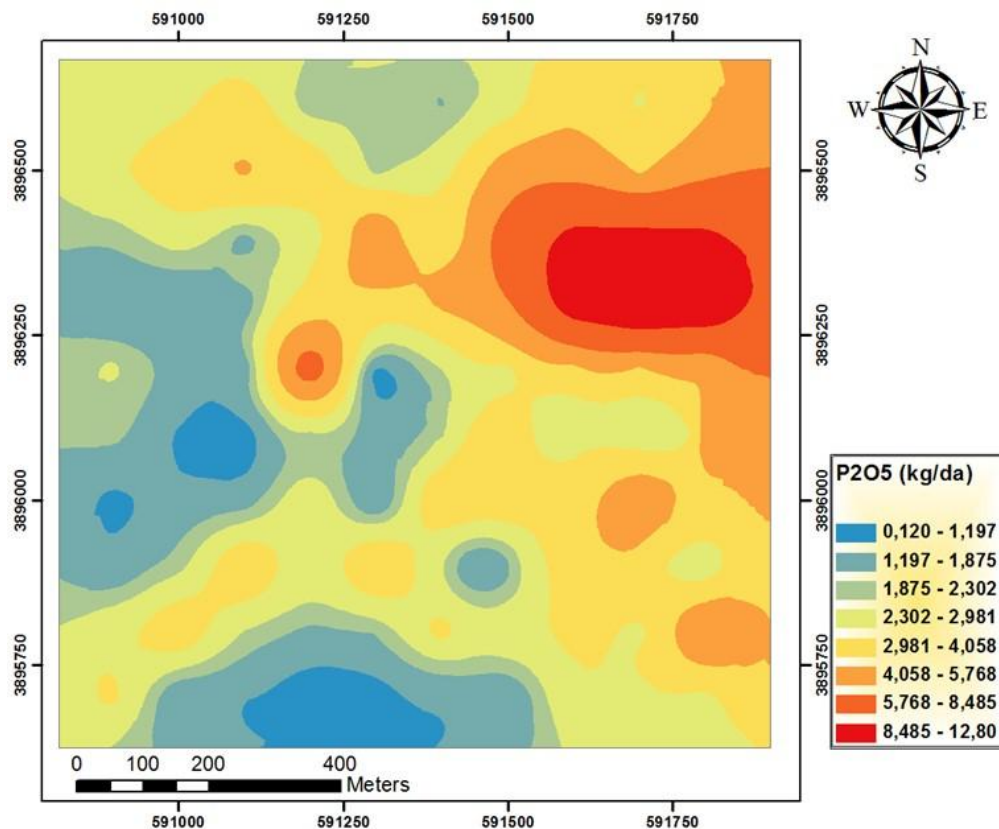 591000 591250 591500 591750
N
W E
S
3896500 3896500
3896250 3896250
3896000 3896000
3895750 3895750
P2O5 (kg/da)
0,120 - 1,197
1,197 - 1,875
1,875 - 2,302
2,302 - 2,981
2,981 - 4,058
4,058 - 5,768
5,768 - 8,485
8,485 - 12,80
0 100 200 400
Meters
591000 591250 591500 591750